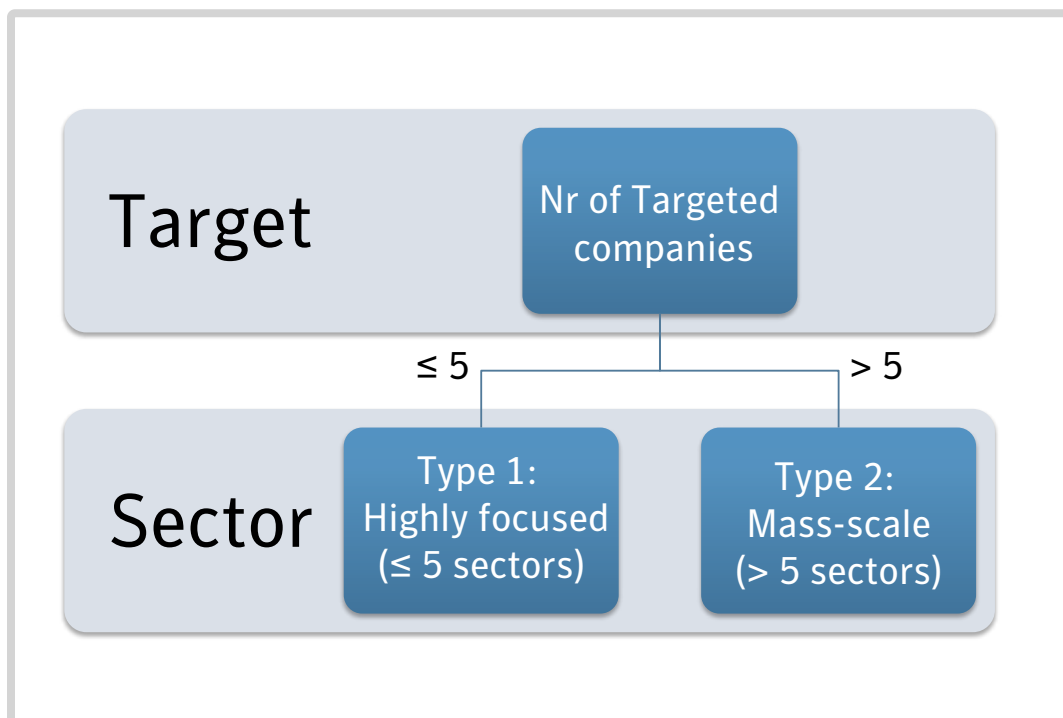 Target
Nr of Targeted
companies
≤ 5
> 5
Sector
Type 1:
Highly focused
(≤ 5 sectors)
Type 2:
Mass-scale
(> 5 sectors)